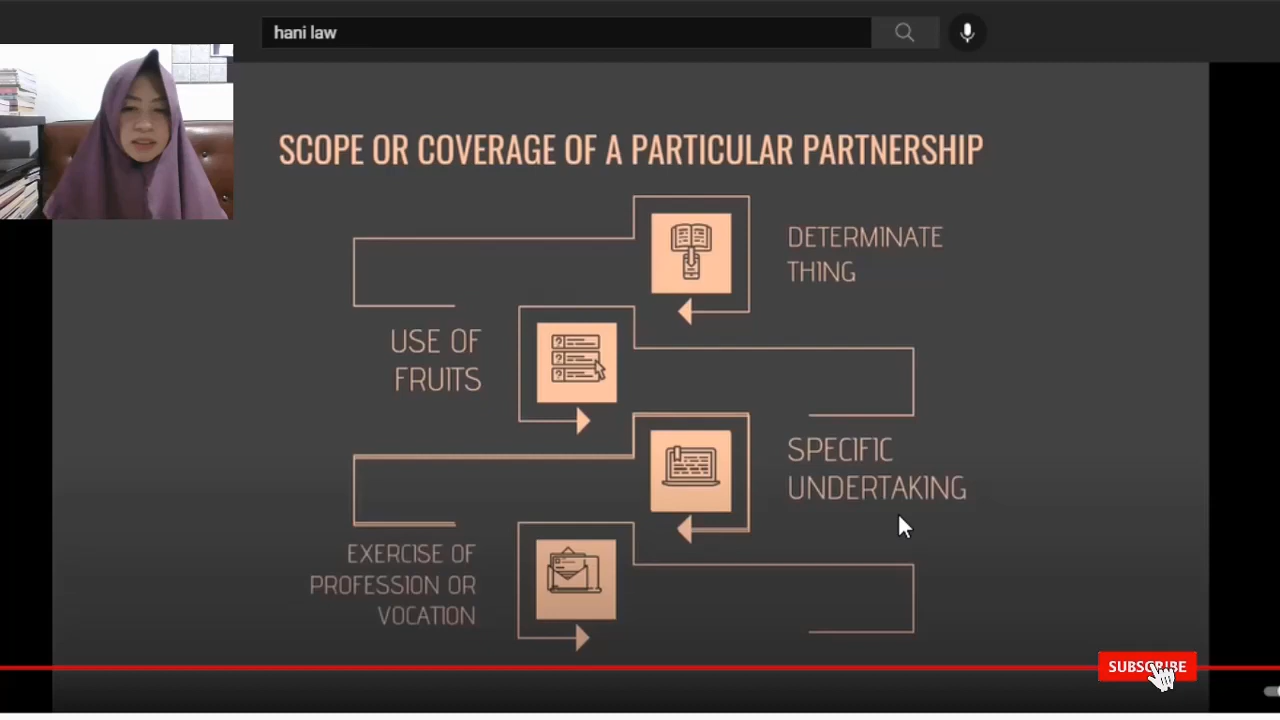 hani law
SCOPE OR COVERAGE OF A PARTICULAR PARTNERSHIP
DETERMINATE
THING
USE OF
FRUITS
SPECIFIC
UNDERTAKING
EXERCISE OF
PROFESSION OR
VOCATION
SUBSCRIBE